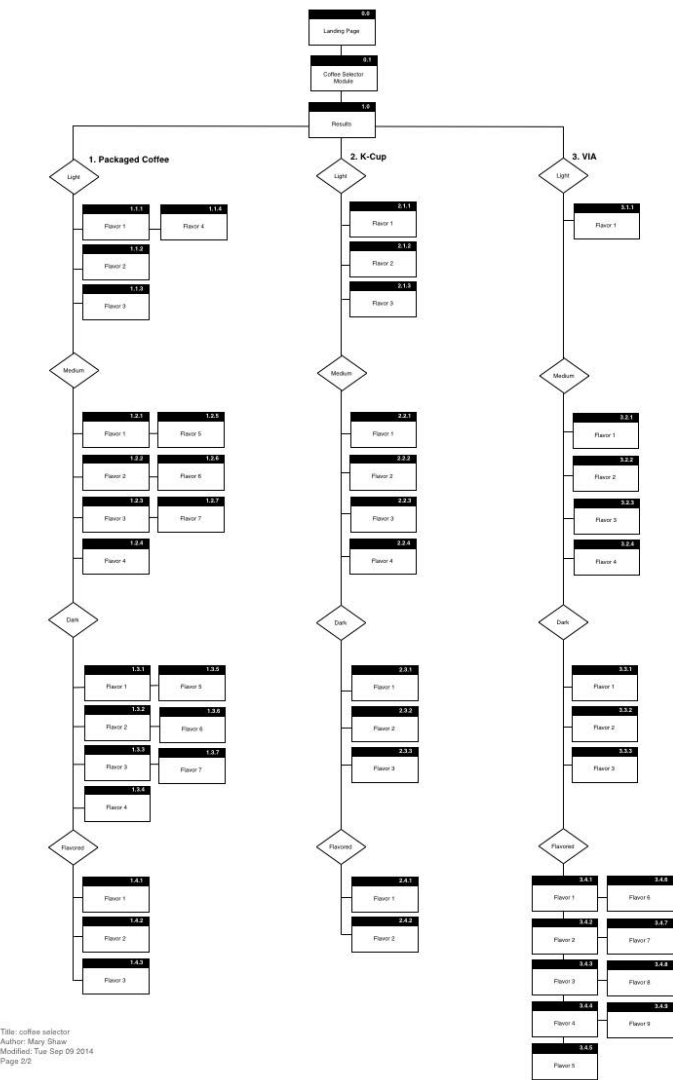 0.0
Landing Page
0.1
Coffee Selector
Module
1.0
Results
1. Packaged Coffee
Light
1.1.1
Flavor 1
1.1.4
Flavor 4
1.1.2
Flavor 2
1.1.3
Flavor 3
Medium
1.2.1
Flavor 1
1.2.5
Flavor 5
1.2.2
Flavor 2
1.2.6
Flavor 6
1.2.3
Flavor 3
1.2.7
Flavor 7
1.2.4
Flavor 4
Dark
1.3.1
Flavor 1
1.3.5
Flavor 5
1.3.2
Flavor 2
1.3.6
Flavor 6
1.3.3
Flavor 3
1.3.7
Flavor 7
1.3.4
Flavor 4
Flavored
1.4.1
Flavor 1
1.4.2
Flavor 2
1.4.3
Flavor 3
2. K-Cup
Light
2.1.1
Flavor 1
2.1.2
Flavor 2
2.1.3
Flavor 3
Medium
2.2.1
Flavor 1
2.2.2
Flavor 2
2.2.3
Flavor 3
2.2.4
Flavor 4
Dark
2.3.1
Flavor 1
2.3.2
Flavor 2
2.3.3
Flavor 3
Flavored
2.4.1
Flavor 1
2.4.2
Flavor 2
3. VIA
Light
3.1.1
Flavor 1
Medium
3.2.1
Flavor 1
3.2.2
Flavor 2
3.2.3
Flavor 3
3.2.4
Flavor 4
Dark
3.3.1
Flavor 1
3.3.2
Flavor 2
3.3.3
Flavor 3
Flavored
3.4.1
Flavor 1
3.4.6
Flavor 6
3.4.2
Flavor 2
3.4.7
Flavor 7
3.4.3
Flavor 3
3.4.8
Flavor 8
3.4.4
Flavor 4
3.4.9
Flavor 9
3.4.5
Flavor 5
Title: coffee selector
Author: Mary Shaw
Modified: Tue Sep 09 2014
Page 2/2